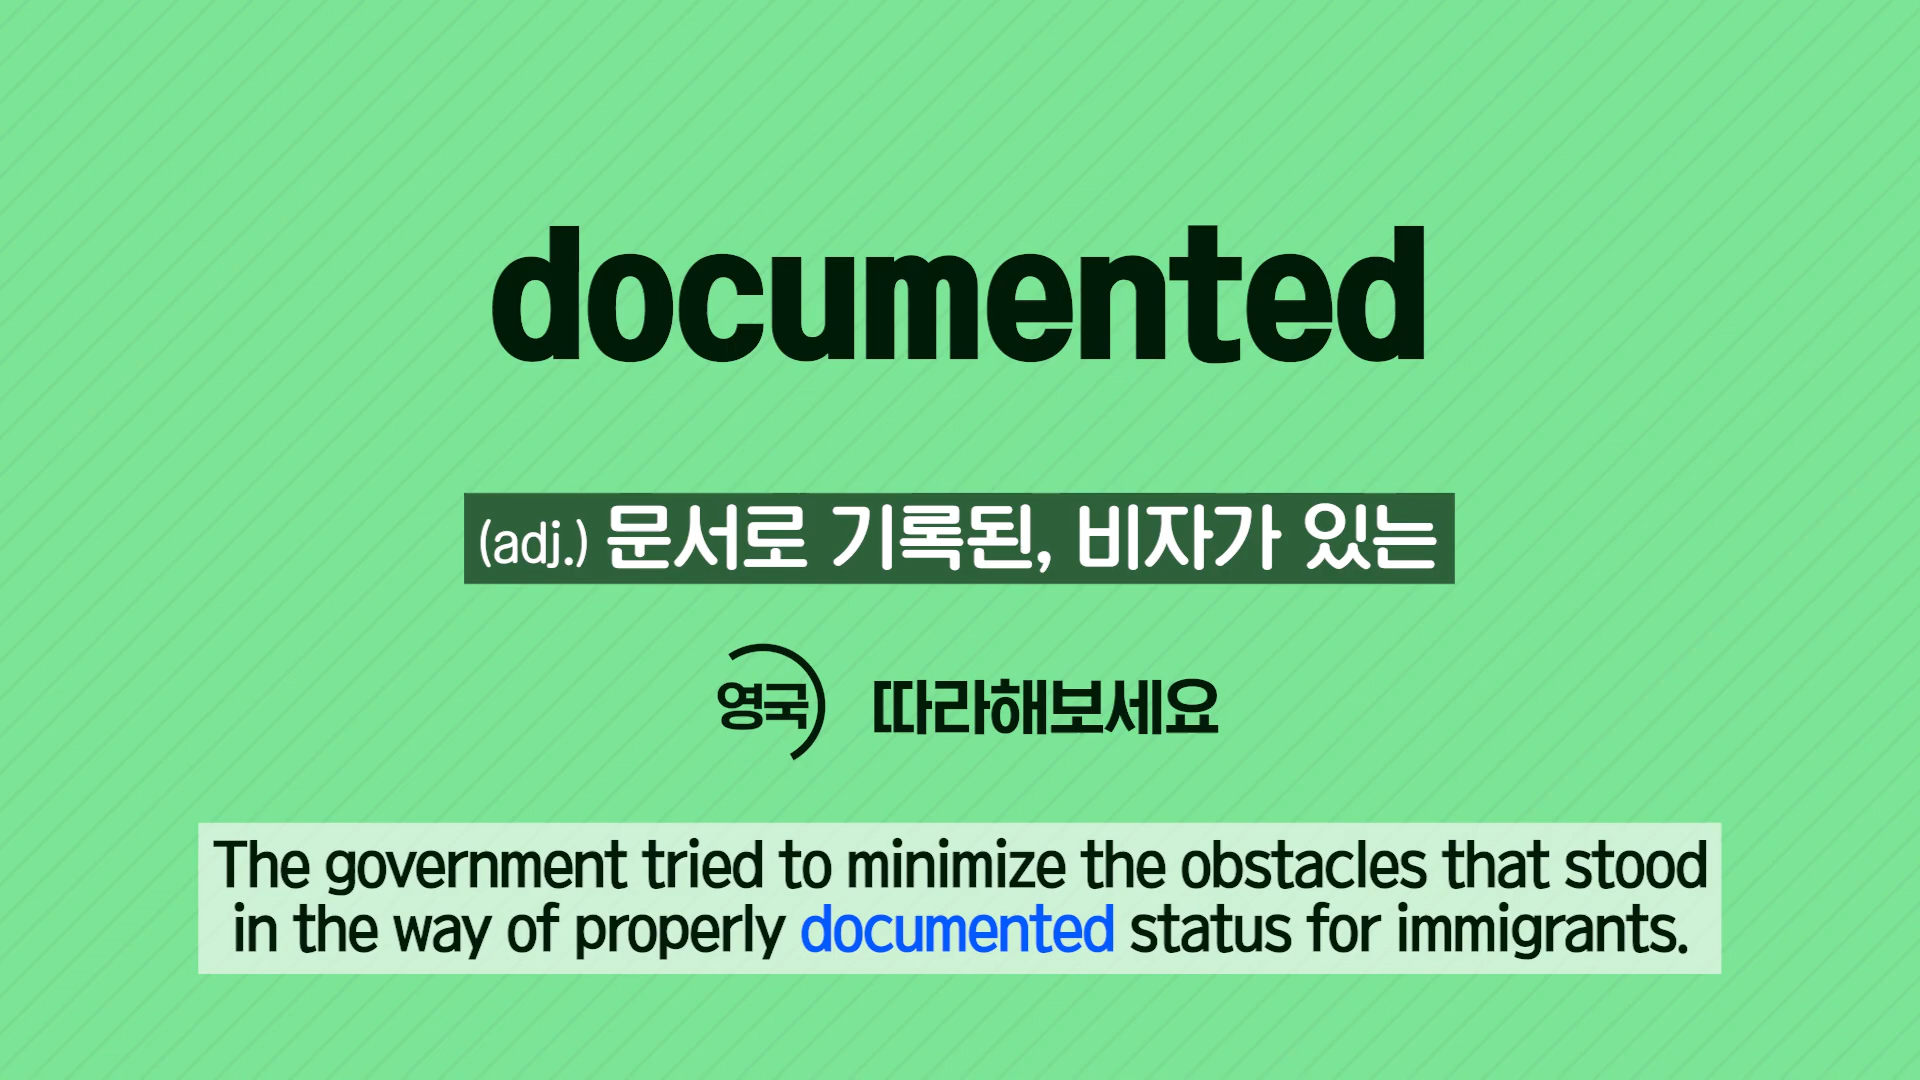 documented
(adj.) 문서로 기록된, 비자가 있는
영국 따라해보세요
The government tried to minimize the obstacles that stood
in the way of properly documented status for immigrants.